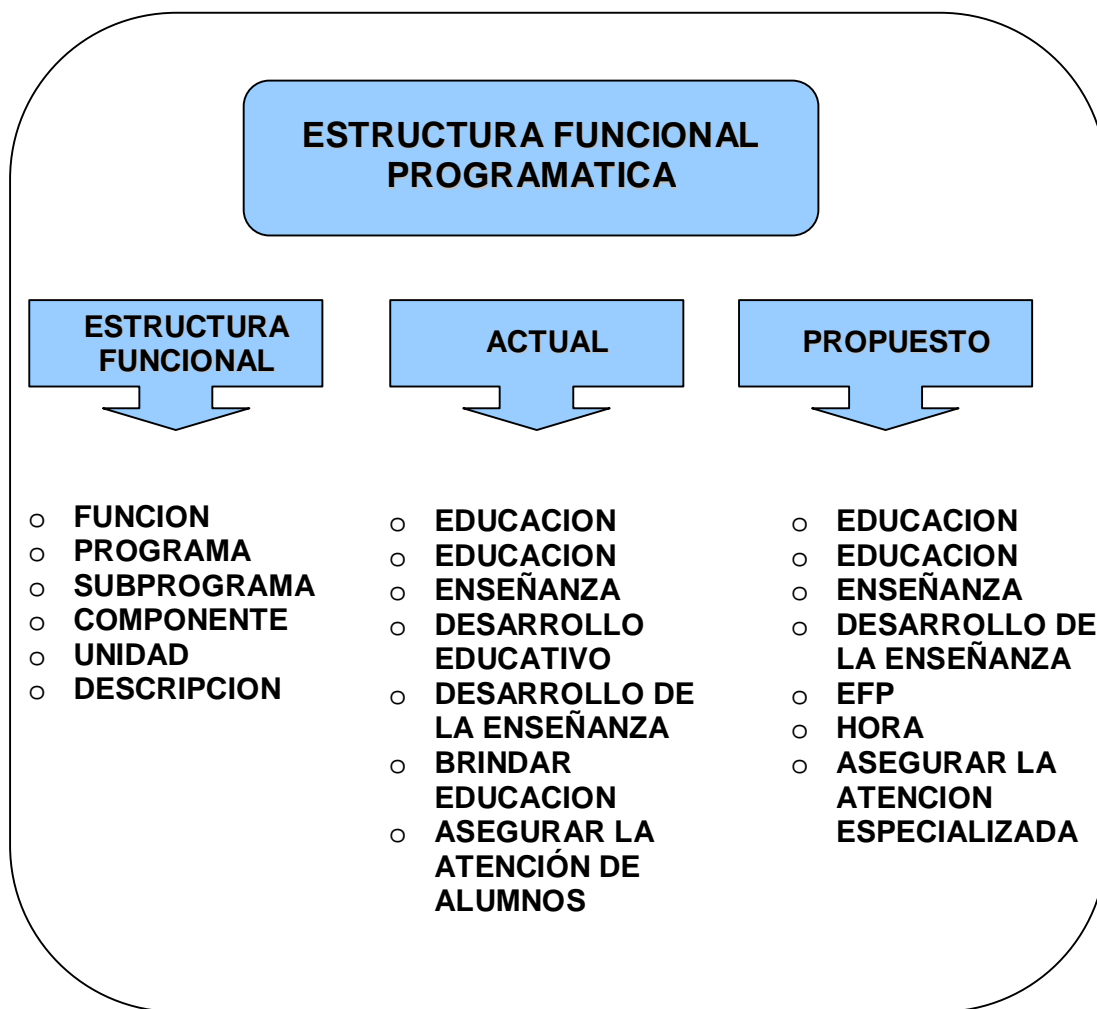 ESTRUCTURA FUNCIONAL
PROGRAMATICA
ESTRUCTURA
FUNCIONAL
o FUNCION
o PROGRAMA
o SUBPROGRAMA
o COMPONENTE
o UNIDAD
o DESCRIPCION
ACTUAL
o EDUCACION
o EDUCACION
o ENSEÑANZA
o DESARROLLO
EDUCATIVO
o DESARROLLO DE
LA ENSEÑANZA
o BRINDAR
EDUCACION
o ASEGURAR LA
ATENCIÓN DE
ALUMNOS
PROPUESTO
o EDUCACION
o EDUCACION
o ENSEÑANZA
o DESARROLLO DE
LA ENSEÑANZA
o EFP
o HORA
o ASEGURAR LA
ATENCION
ESPECIALIZADA